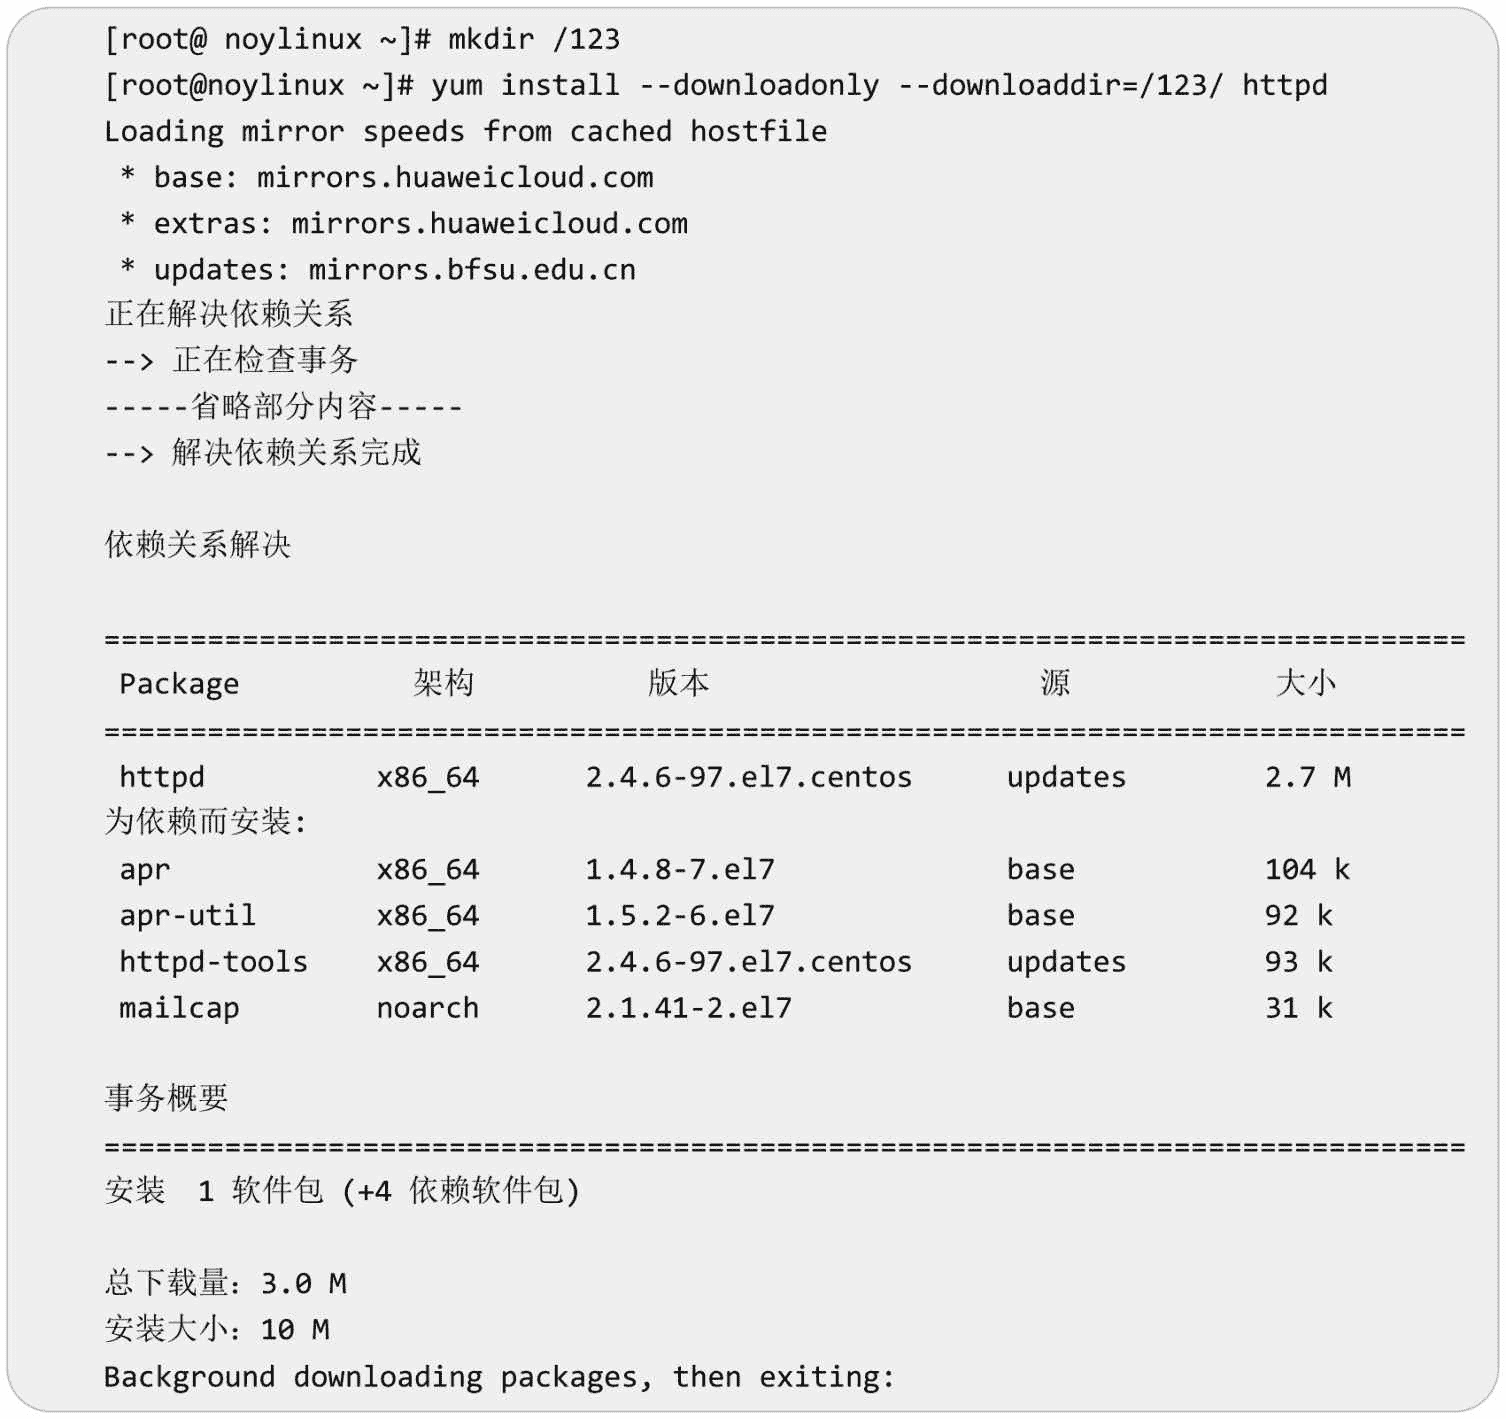 [root@ noylinux ~]# mkdir /123
[root@noylinux ~]# yum install --downloadonly --downloaddir=/123/ httpd
Loading mirror speeds from cached hostfile
 * base: mirrors.huaweicloud.com
 * extras: mirrors.huaweicloud.com
 * updates: mirrors.bfsu.edu.cn
正在解决依赖关系
--> 正在检查事务
-----省略部分内容-----
--> 解决依赖关系完成
依赖关系解决
===============================================================================
Package 架构 版本 源 大小
===============================================================================
httpd x86_64 2.4.6-97.el7.centos updates 2.7 M
为依赖而安装:
apr x86_64 1.4.8-7.el7 base 104 k
apr-util x86_64 1.5.2-6.el7 base 92 k
httpd-tools x86_64 2.4.6-97.el7.centos updates 93 k
mailcap noarch 2.1.41-2.el7 base 31 k
事务概要
===============================================================================
安装 1 软件包 (+4 依赖软件包)
总下载量：3.0 M
安装大小：10 M
Background downloading packages, then exiting: